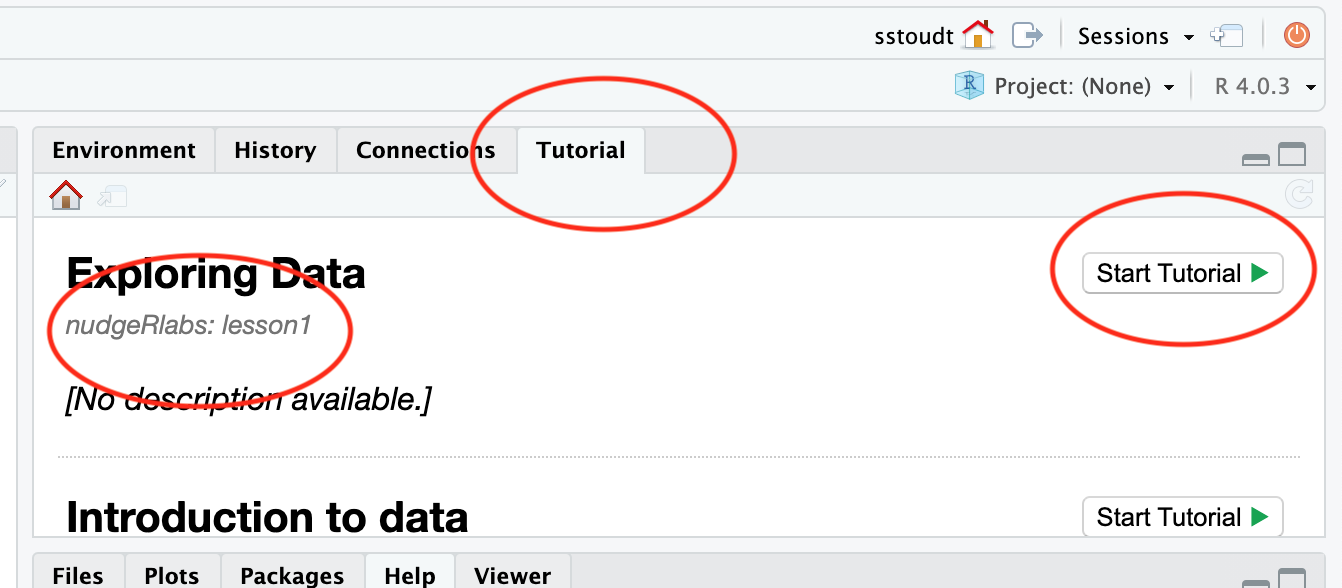 sstoudt Sessions
Project: (None) R 4.0.3
Environment History Connections Tutorial
Exploring Data Start Tutorial
nudgeRlabs: lesson1
[No description available.]
Introduction to data Start Tutorial
Files Plots Packages Help Viewer